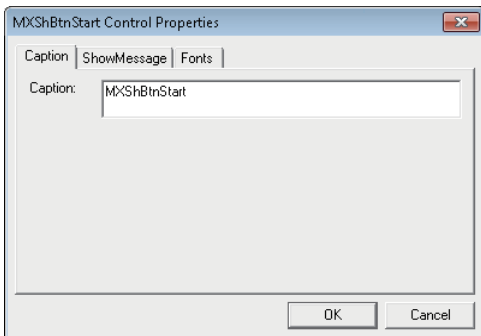 MXShBtnStart Control Properties
Caption ShowMessage Fonts
Caption: MXShBtnStart
OK Cancel